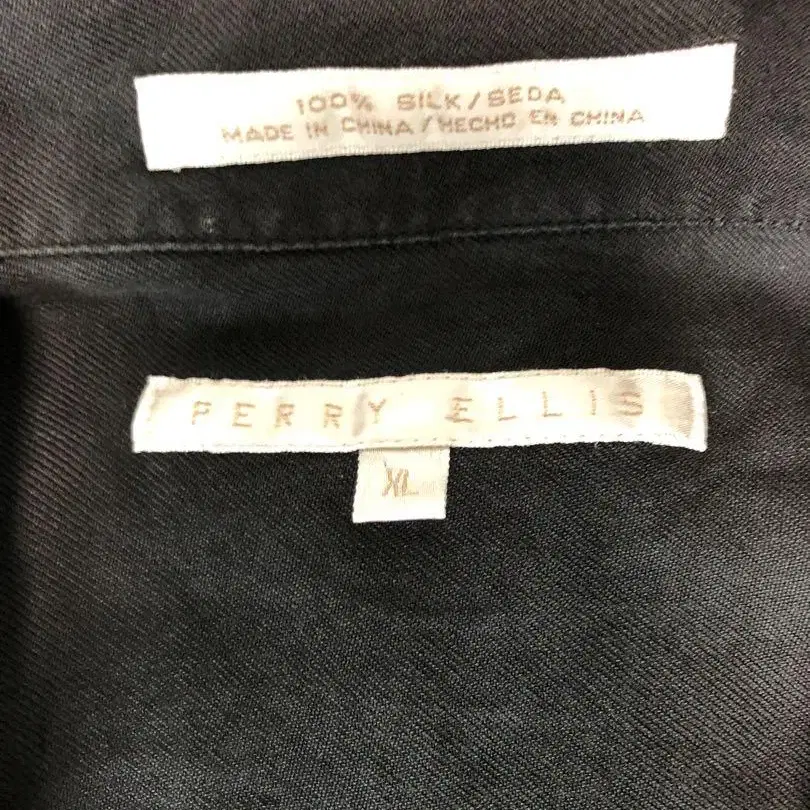 100% SILK/SEDA
MADE IN CHINA/HECHO EN CHINA
PERRY ELLIS
XL